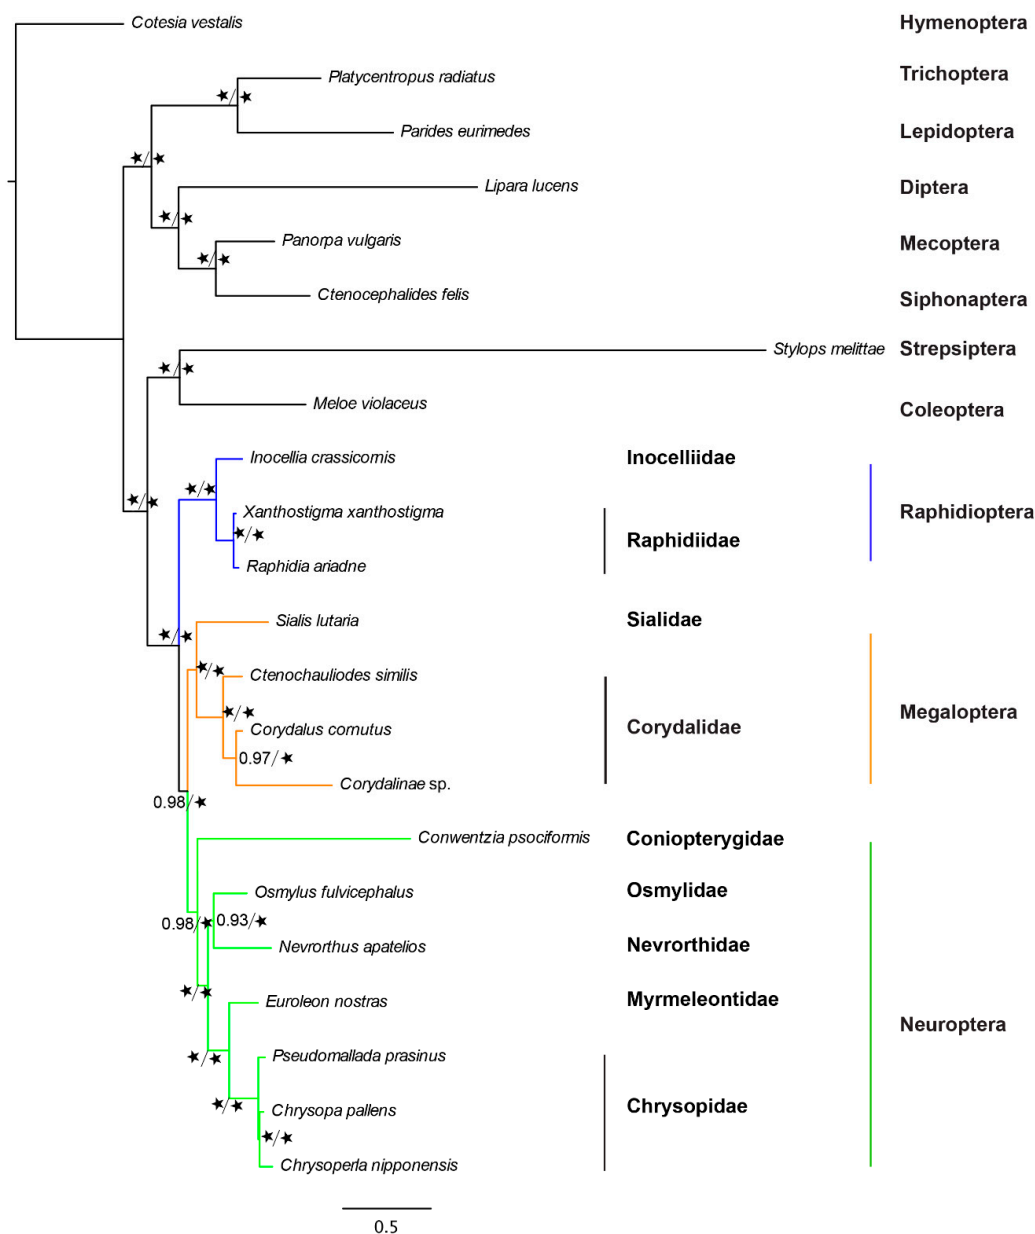 Cotesia vestalis Hymenoptera
Platycentropus radiatus Trichoptera
★/★
Parides eurimedes Lepidoptera
★/★
Lipara lucens Diptera
★/★
Panorpa vulgaris Mecoptera
★/★
Ctenocephalides felis Siphonaptera
Stylops melittae Strepsiptera
★/★
Meloe violaceus Coleoptera
Inocellia crassicornis Inocelliidae
★/★
★/★
Xanthostigma xanthostigma Raphidioptera
★/★ Raphidiidae
Raphidia ariadne
Sialis lutaria Sialidae
★/★
★/★
Ctenochauliodes similis
★/★ Megaloptera
Corydalus cornutus Corydalidae
0.97/★
Corydalinae sp.
0.98/★
Conwentzia psociformis Coniopterygidae
Osmylus fulvicephalus Osmylidae
0.98/★ 0.93/★
Nevrorthus apatelios Nevrorthidae
★/★
Euroleon nostras Myrmeleontidae
Neuroptera
Pseudomallada prasinus
★/★
★/★ Chrysopidae
Chrysopa pallens
★/★
Chrysoperla nipponensis
0.5